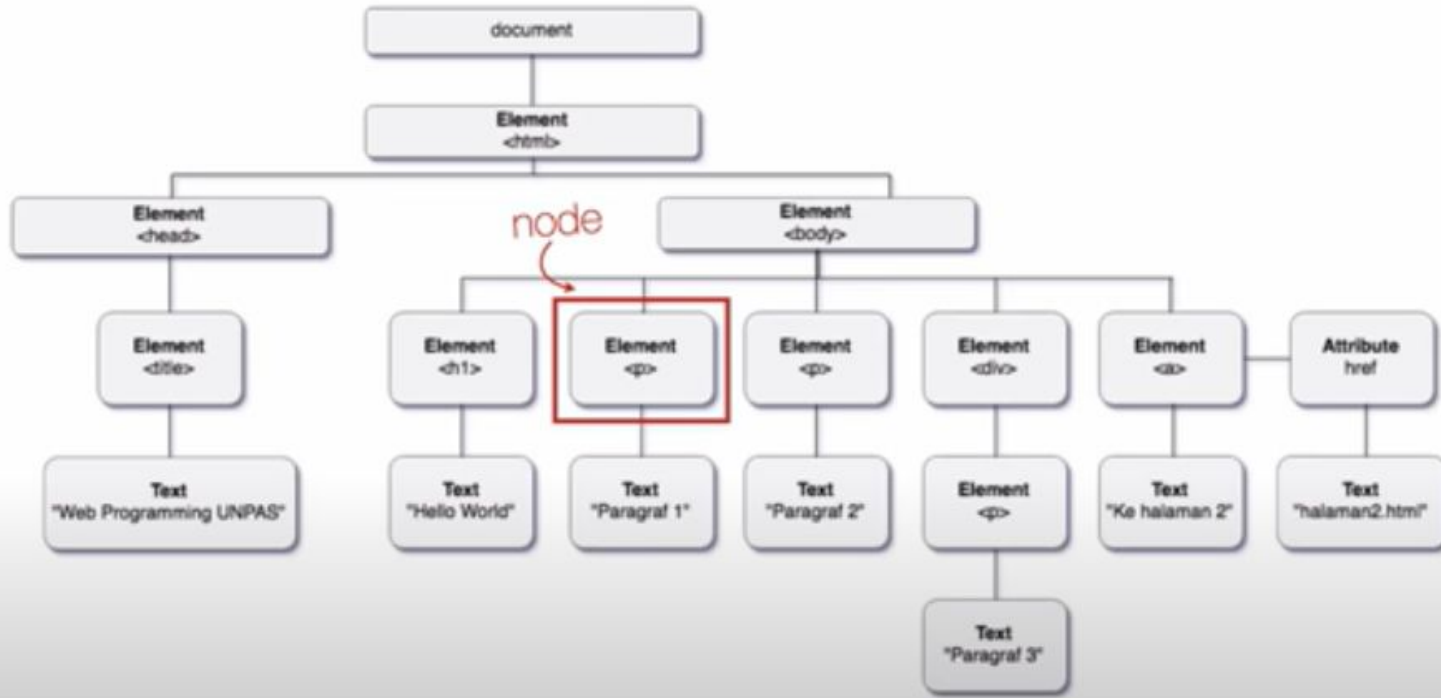 document
Element
<html>
Element
<head>
node
Element
<body>
Element
<title>
Element
<h1>
Element
<p>
Element
<p>
Element
<div>
Element
<a>
Attribute
href
Text
"Web Programming UNPAS"
Text
"Hello World"
Text
"Paragraf 1"
Text
"Paragraf 2"
Element
<p>
Text
"Ke halaman 2"
Text
"halaman2.html"
Text
"Paragraf 3"